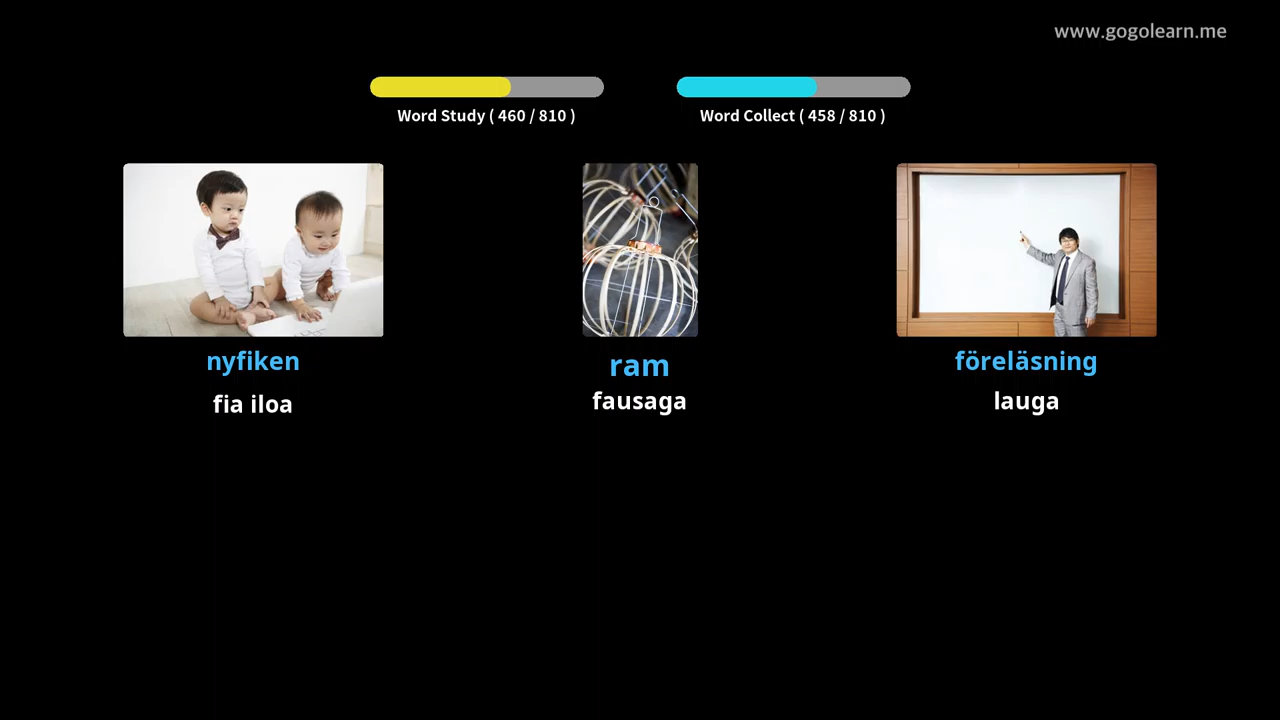 www.gogolearn.me
Word Study ( 460 / 810 )
Word Collect ( 458 / 810 )
nyfiken
fia iloa
ram
fausaga
föreläsning
lauga